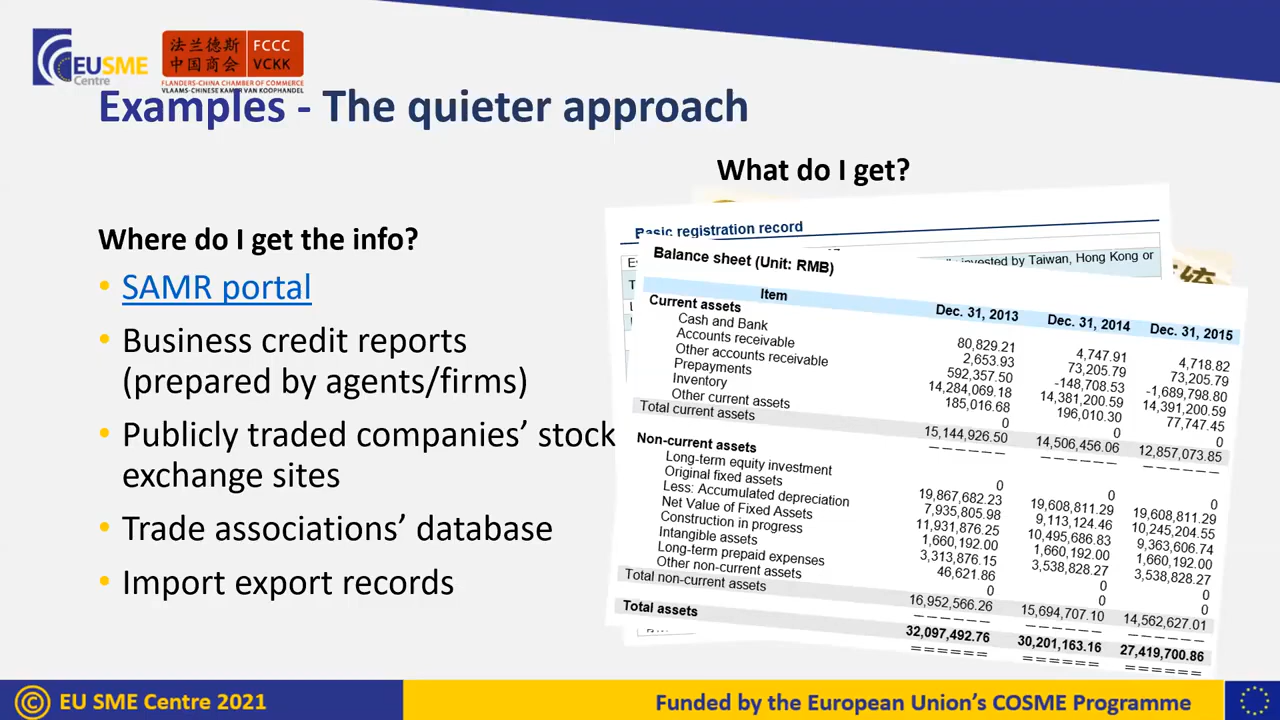 EUSME
Centre
法兰德斯
中国商会
FCCC
VCKK
FLANDERS-CHINA CHAMBER OF COMMERCE
VLAAMS-CHINESE KAMER VAN KOOPHANDEL
Examples - The quieter approach
Where do I get the info?
• SAMR portal
• Business credit reports
(prepared by agents/firms)
• Publicly traded companies' stock
exchange sites
• Trade associations' database
• Import export records
What do I get?
Basic registration record
invested by Taiwan, Hong Kong or
Balance sheet (Unit: RMB)
Item Dec. 31, 2013 Dec. 31, 2014 Dec. 31, 2015
Current assets
Cash and Bank 80,829.21 4,747.91 4,718.82
Accounts receivable 2,653.93 73,205.79 73,205.79
Other accounts receivable 592,357.50 -148,708.53 -1,689,798.80
Prepayments 14,284,069.18 14,381,200.59 14,391,200.59
Inventory 185,016.68 196,010.30 77,747.45
Other current assets 0 0 0
Total current assets 15,144,926.50 14,506,456.06 12,857,073.85
Non-current assets
Long-term equity investment 0 0 0
Original fixed assets 19,867,682.23 19,608,811.29 19,608,811.29
Less: Accumulated depreciation 7,935,805.98 9,113,124.46 10,245,204.55
Net Value of Fixed Assets 11,931,876.25 10,495,686.83 9,363,606.74
Construction in progress 1,660,192.00 1,660,192.00 1,660,192.00
Intangible assets 3,313,876.15 3,538,828.27 3,538,828.27
Long-term prepaid expenses 46,621.86 0 0
Other non-current assets 0 0 0
Total non-current assets 16,952,566.26 15,694,707.10 14,562,627.01
Total assets 32,097,492.76 30,201,163.16 27,419,700.86
© EU SME Centre 2021
Funded by the European Union's COSME Programme